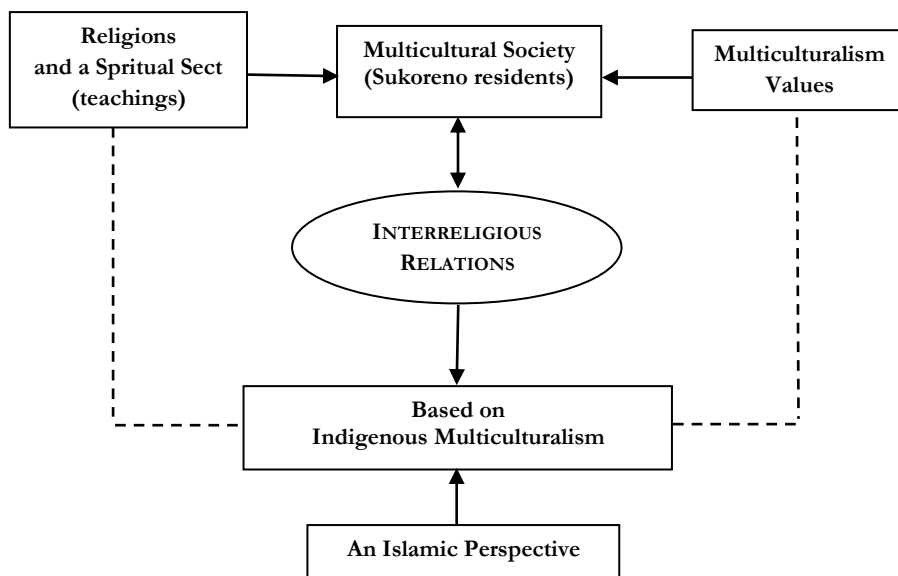 Religions
and a Spritual Sect
(teachings)
Multicultural Society
(Sukoreno residents)
Multiculturalism
Values
INTERRELIGIOUS
RELATIONS
Based on
Indigenous Multiculturalism
An Islamic Perspective